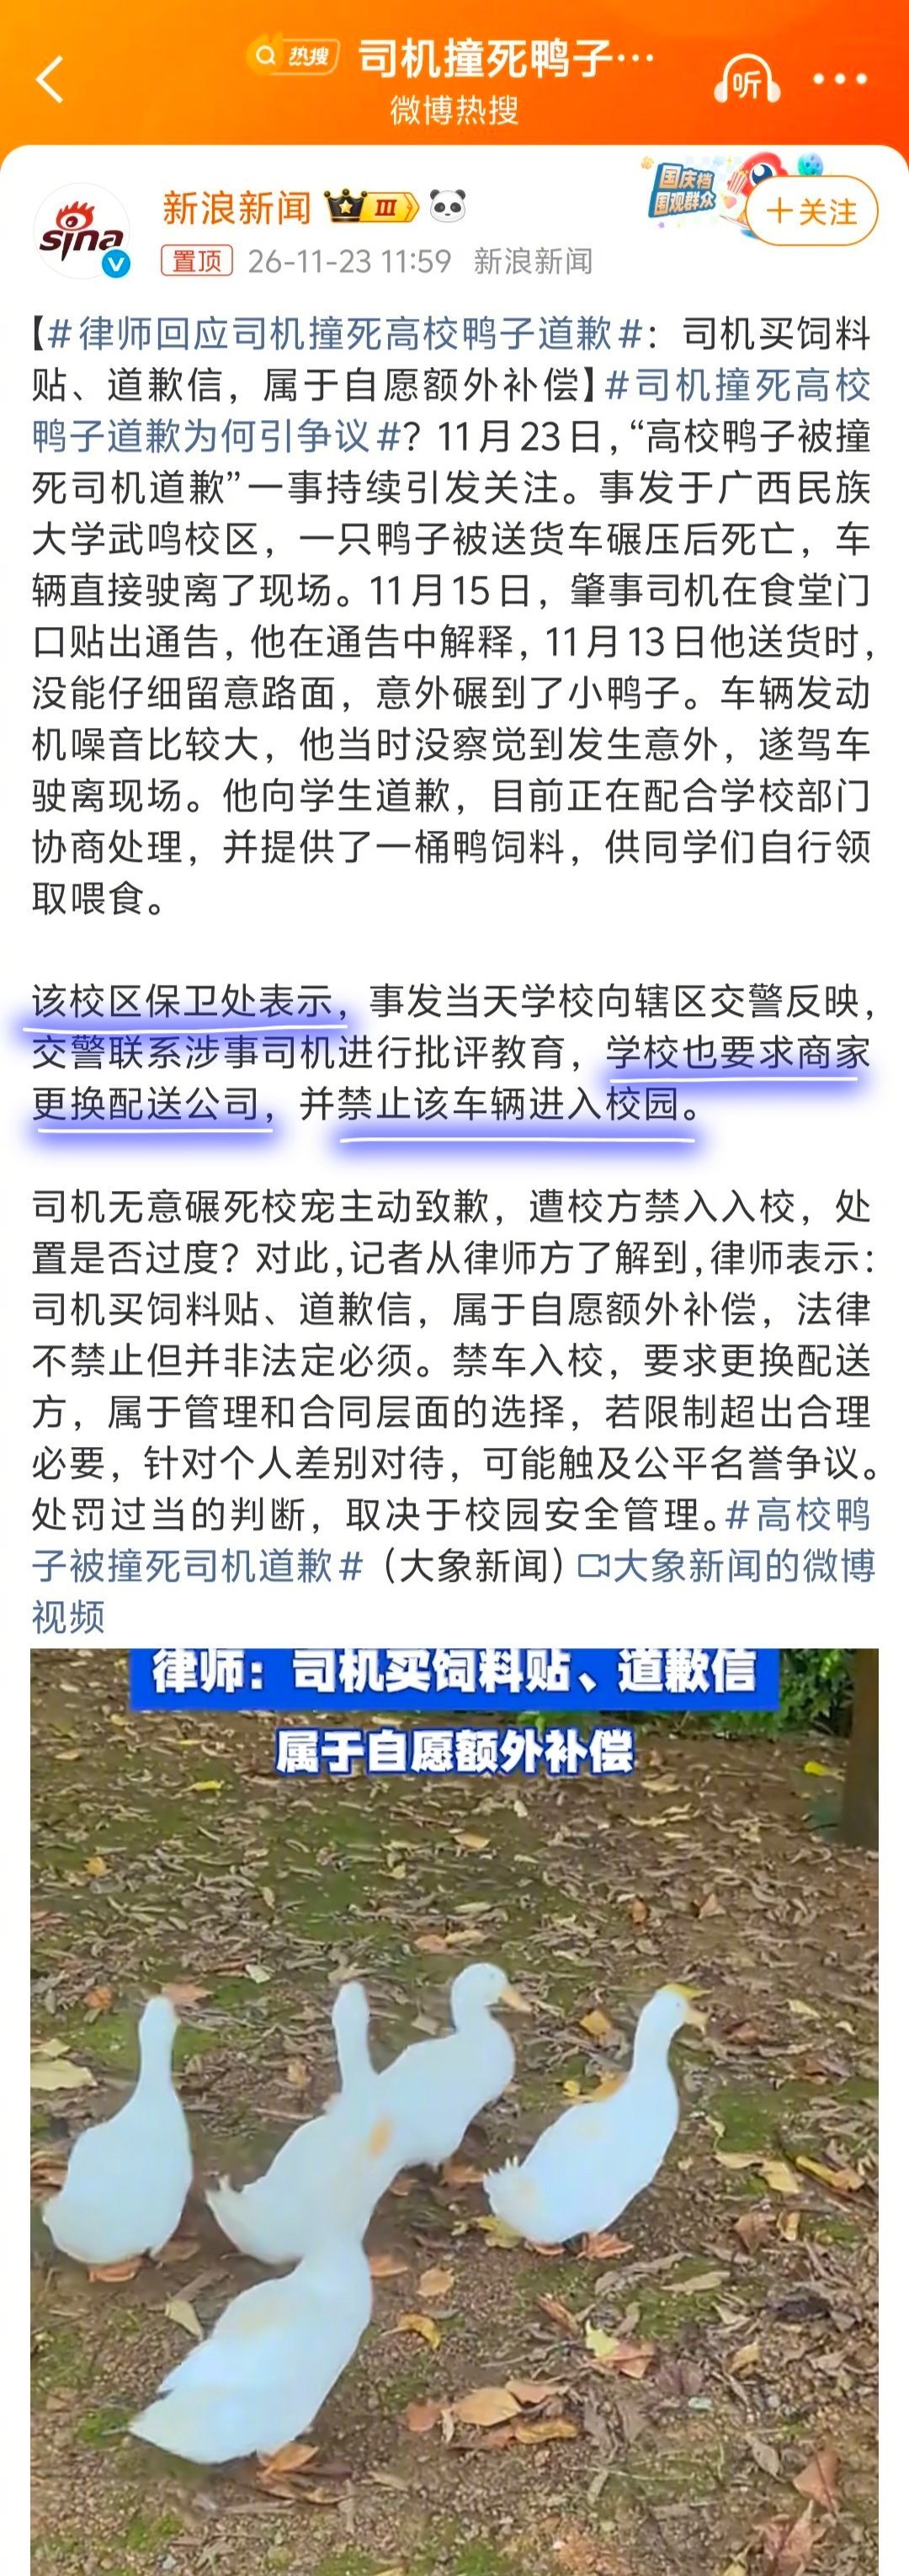 热搜 司机撞死鸭子…
微博热搜
听
sina
新浪新闻 III
国庆档
围观群众
+关注
置顶 26-11-23 11:59 新浪新闻
【#律师回应司机撞死高校鸭子道歉#：司机买饲料
贴、道歉信，属于自愿额外补偿】#司机撞死高校
鸭子道歉为何引争议#？11月23日，“高校鸭子被撞
死司机道歉”一事持续引发关注。事发于广西民族
大学武鸣校区，一只鸭子被送货车碾压后死亡，车
辆直接驶离了现场。11月15日，肇事司机在食堂门
口贴出通告，他在通告中解释，11月13日他送货时，
没能仔细留意路面，意外碾到了小鸭子。车辆发动
机噪音比较大，他当时没察觉到发生意外，遂驾车
驶离现场。他向学生道歉，目前正在配合学校部门
协商处理，并提供了一桶鸭饲料，供同学们自行领
取喂食。
该校区保卫处表示，事发当天学校向辖区交警反映，
交警联系涉事司机进行批评教育，学校也要求商家
更换配送公司，并禁止该车辆进入校园。
司机无意碾死校宠主动致歉，遭校方禁入入校，处
置是否过度？对此，记者从律师方了解到，律师表示：
司机买饲料贴、道歉信，属于自愿额外补偿，法律
不禁止但并非法定必须。禁车入校，要求更换配送
方，属于管理和合同层面的选择，若限制超出合理
必要，针对个人差别对待，可能触及公平名誉争议。
处罚过当的判断，取决于校园安全管理。#高校鸭
子被撞死司机道歉#（大象新闻）大象新闻的微博
视频
律师：司机买饲料贴、道歉信
属于自愿额外补偿